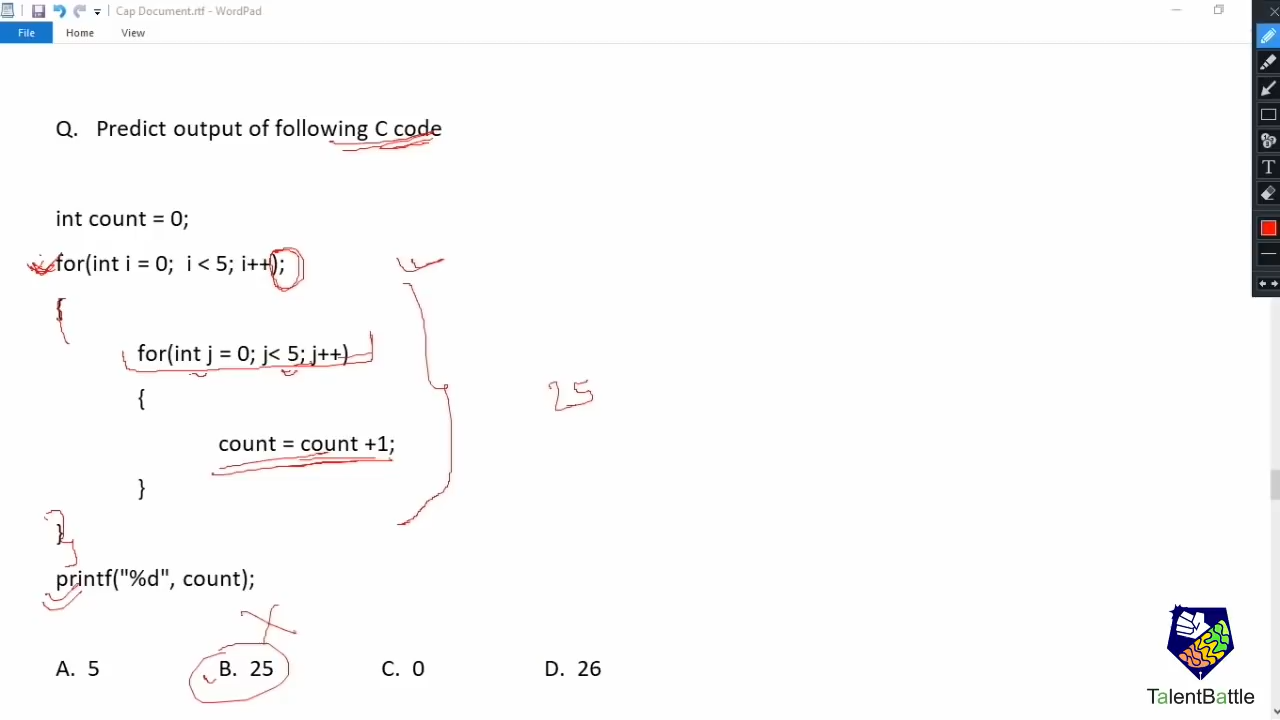 Cap Document.rtf - WordPad
File Home View
Q. Predict output of following C code
int count = 0;
for(int i = 0; i < 5; i++);
{
for(int j = 0; j< 5; j++)
{
25
count = count +1;
}
}
printf("%d", count);
A. 5 B. 25 C. 0 D. 26
TalentBattle